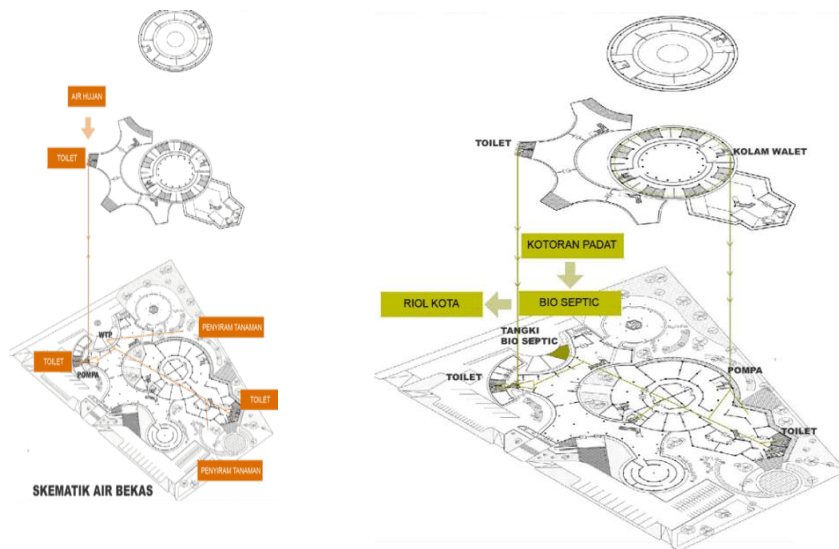 AIR HUJAN
TOILET
WTP
PENYIRAM TANAMAN
TOILET
POMPA
TOILET
PENYIRAM TANAMAN
SKEMATIK AIR BEKAS
TOILET
KOLAM WALET
KOTORAN PADAT
RIOL KOTA
BIO SEPTIC
TANGKI
BIO SEPTIC
TOILET
POMPA
TOILET